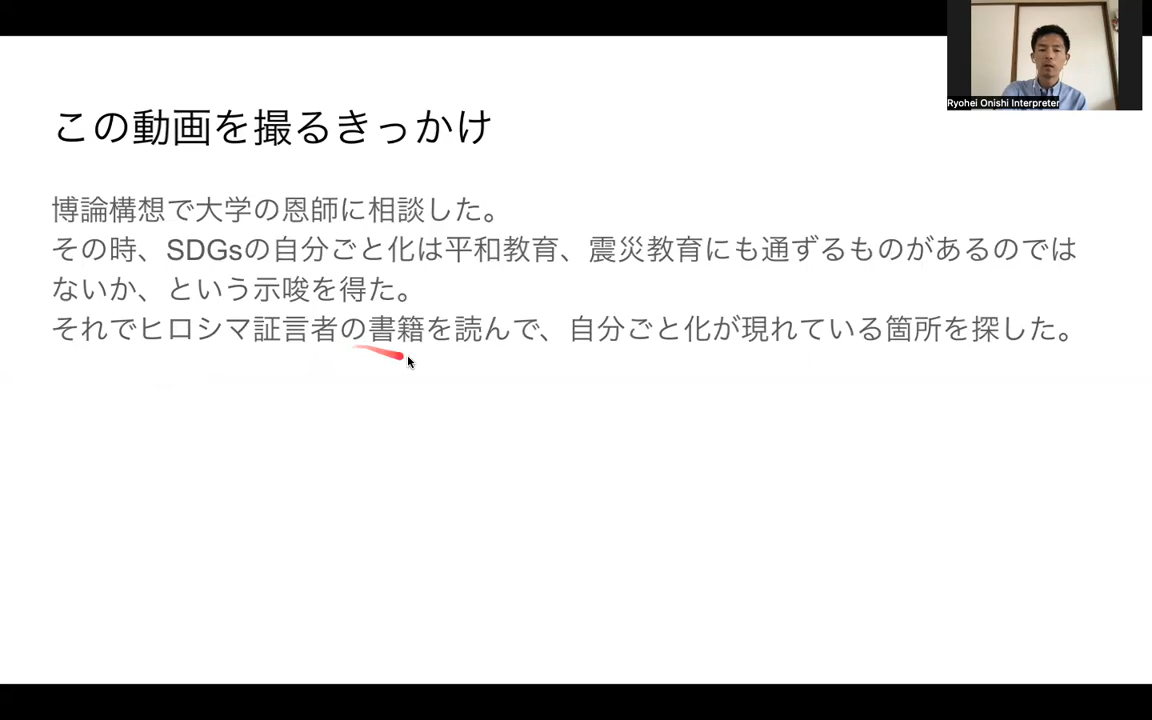 Ryohei Onishi Interpreter
この動画を撮るきっかけ
博論構想で大学の恩師に相談した。
その時、SDGsの自分ごと化は平和教育、震災教育にも通ずるものがあるのでは
ないか、という示唆を得た。
それでヒロシマ証言者の書籍を読んで、自分ごと化が現れている箇所を探した。